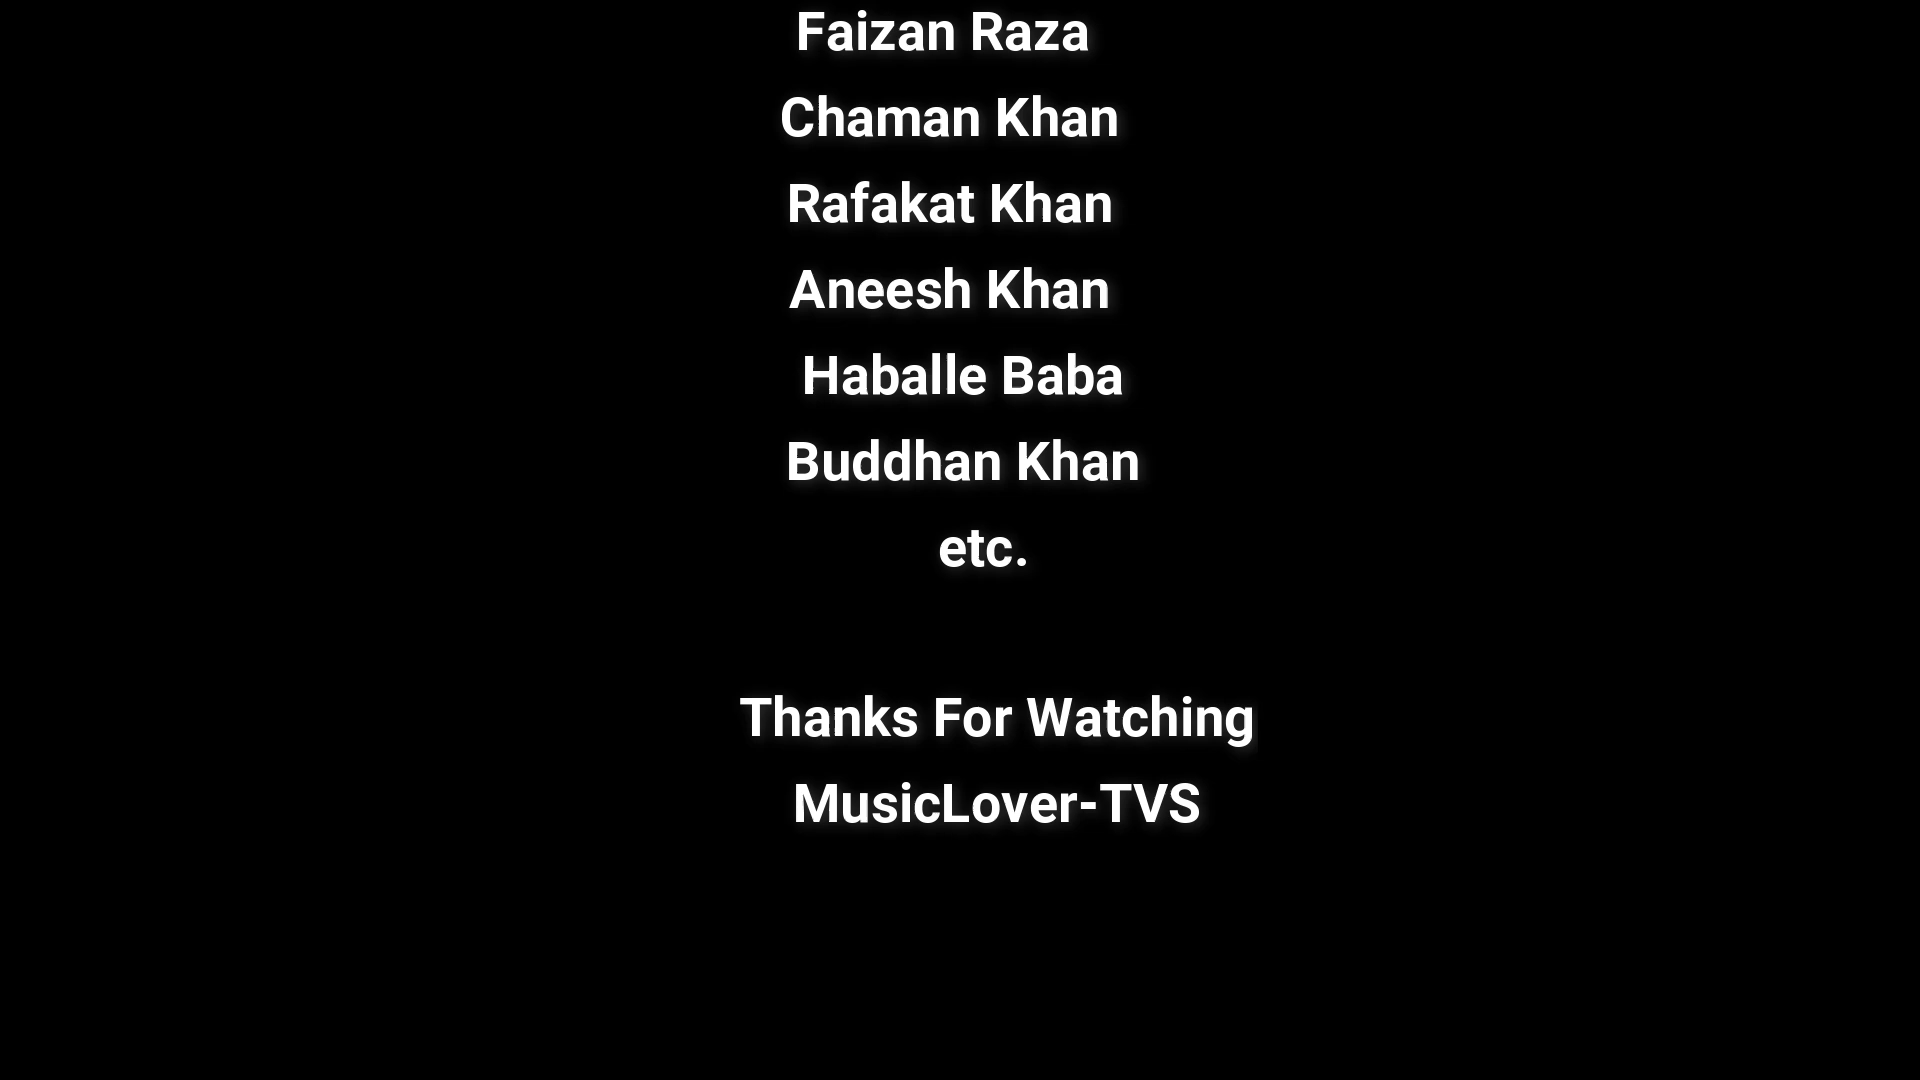 Faizan Raza
Chaman Khan
Rafakat Khan
Aneesh Khan
Haballe Baba
Buddhan Khan
etc.
Thanks For Watching
MusicLover-TVS